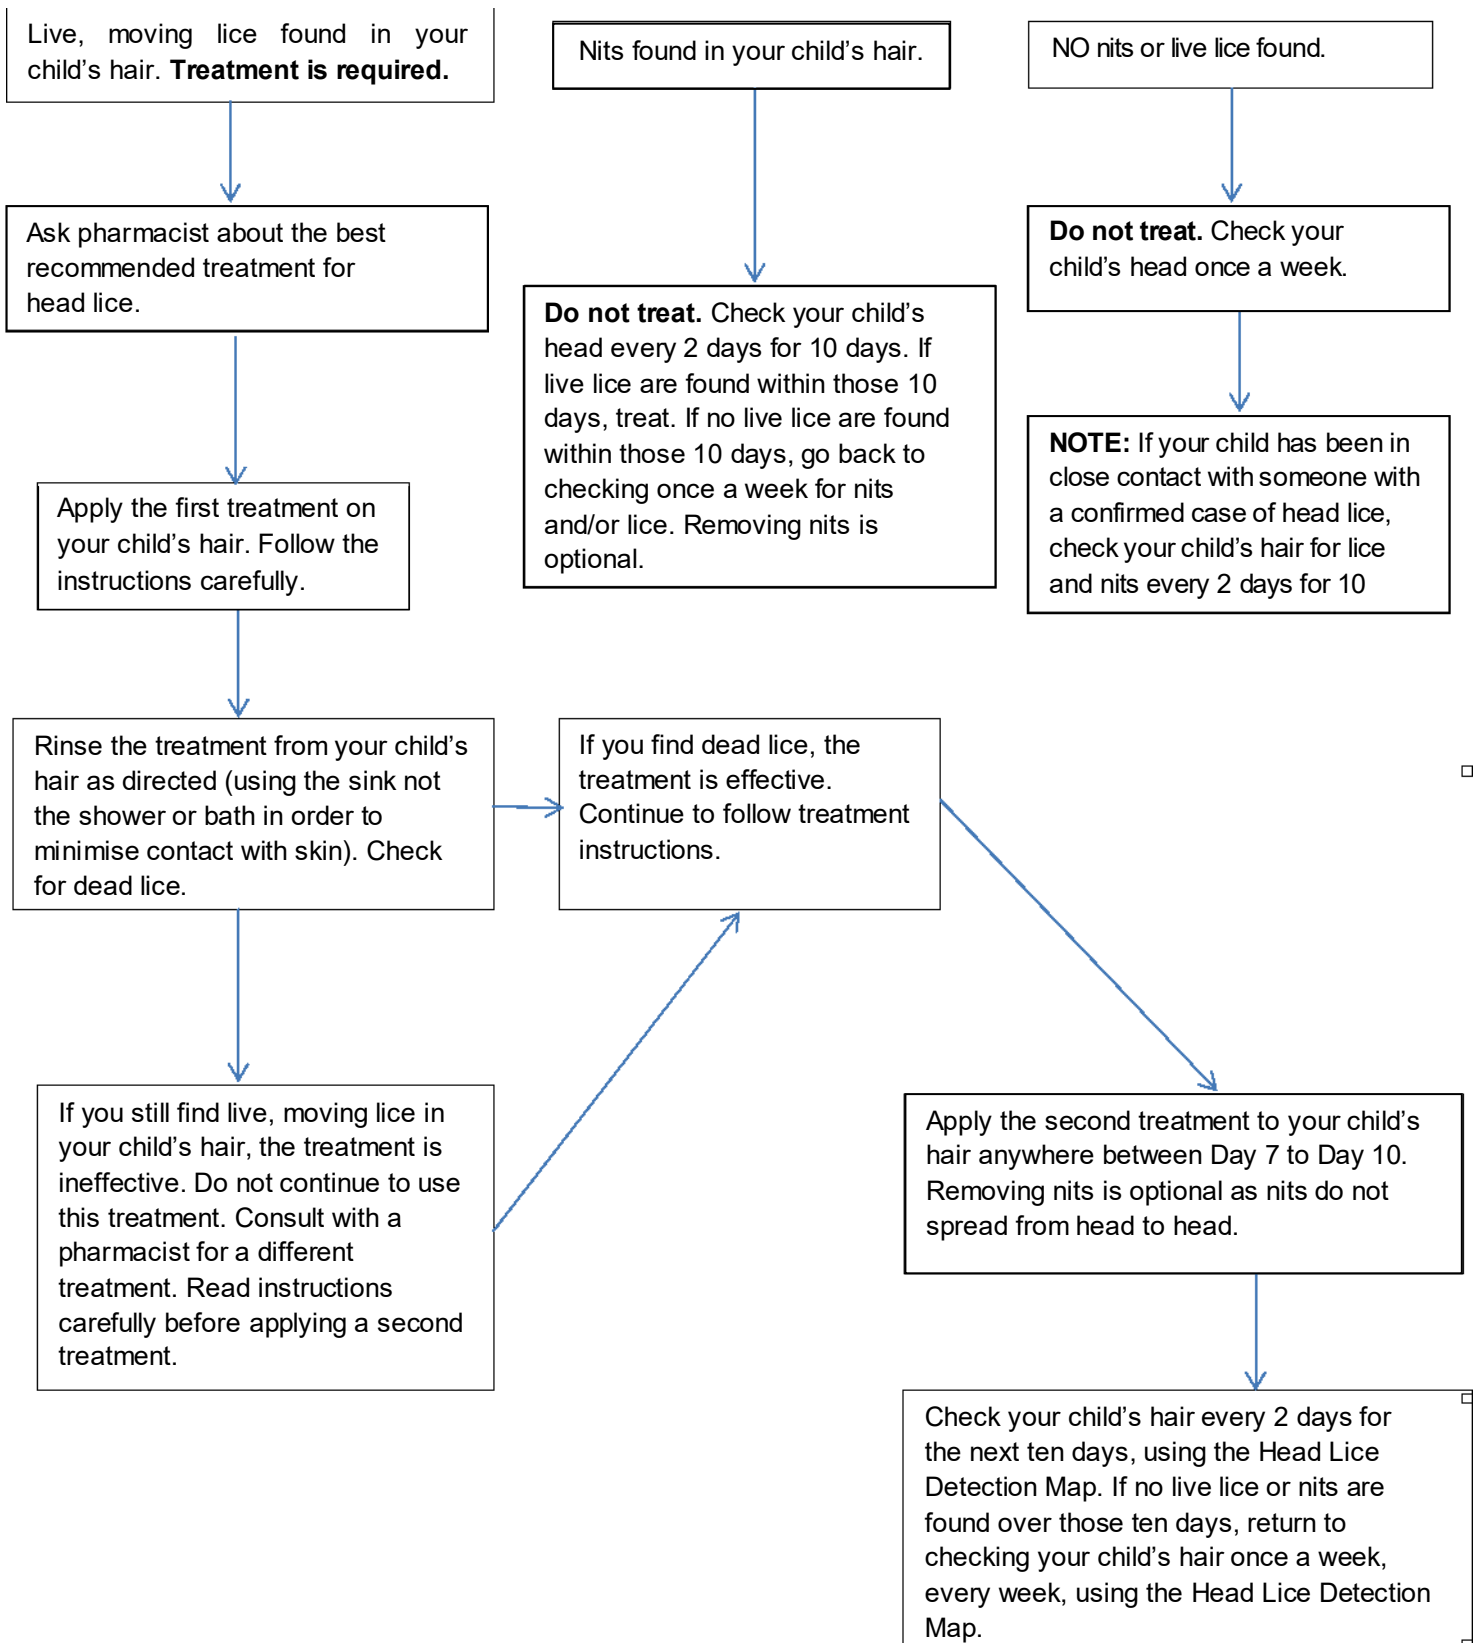 Live, moving lice found in your
child’s hair. Treatment is required.
Nits found in your child’s hair.
NO nits or live lice found.
Ask pharmacist about the best
recommended treatment for
head lice.
Do not treat. Check your child’s
head every 2 days for 10 days. If
live lice are found within those 10
days, treat. If no live lice are found
within those 10 days, go back to
checking once a week for nits
and/or lice. Removing nits is
optional.
Do not treat. Check your
child’s head once a week.
NOTE: If your child has been in
close contact with someone with
a confirmed case of head lice,
check your child’s hair for lice
and nits every 2 days for 10
Apply the first treatment on
your child’s hair. Follow the
instructions carefully.
Rinse the treatment from your child’s
hair as directed (using the sink not
the shower or bath in order to
minimise contact with skin). Check
for dead lice.
If you find dead lice, the
treatment is effective.
Continue to follow treatment
instructions.
If you still find live, moving lice in
your child’s hair, the treatment is
ineffective. Do not continue to use
this treatment. Consult with a
pharmacist for a different
treatment. Read instructions
carefully before applying a second
treatment.
Apply the second treatment to your child’s
hair anywhere between Day 7 to Day 10.
Removing nits is optional as nits do not
spread from head to head.
Check your child’s hair every 2 days for
the next ten days, using the Head Lice
Detection Map. If no live lice or nits are
found over those ten days, return to
checking your child’s hair once a week,
every week, using the Head Lice Detection
Map.